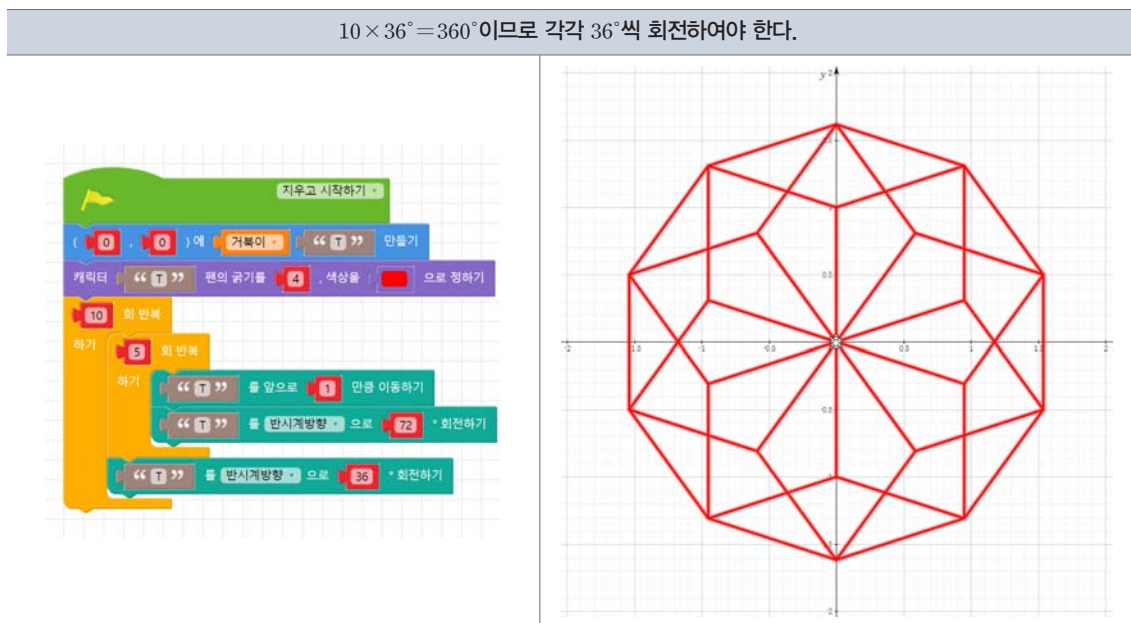 10×36°=360°이므로 각각 36°씩 회전하여야 한다.
지우고 시작하기
( 0 , 0 ) 에 거북이 “ T ” 만들기
캐릭터 “ T ” 펜의 굵기를 4 , 색상을 으로 정하기
10 회 반복
하기 5 회 반복
하기 “ T ” 를 앞으로 1 만큼 이동하기
“ T ” 를 반시계방향 으로 72 ° 회전하기
“ T ” 를 반시계방향 으로 36 ° 회전하기
y 2
1
0.5
-2 -1 -0.5 0.5 1 1.5 2
0.5
-2